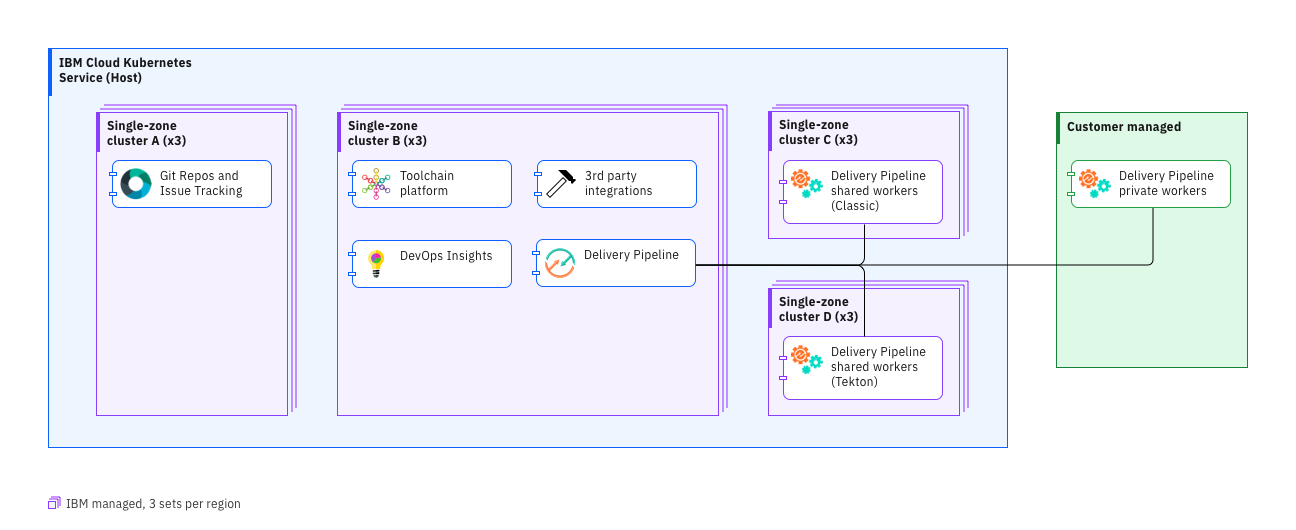 IBM Cloud Kubernetes
Service (Host)
Single-zone
cluster A (x3)
Git Repos and
Issue Tracking
Single-zone
cluster B (x3)
Toolchain
platform
3rd party
integrations
DevOps Insights
Delivery Pipeline
Single-zone
cluster C (x3)
Delivery Pipeline
shared workers
(Classic)
Single-zone
cluster D (x3)
Delivery Pipeline
shared workers
(Tekton)
Customer managed
Delivery Pipeline
private workers
IBM managed, 3 sets per region